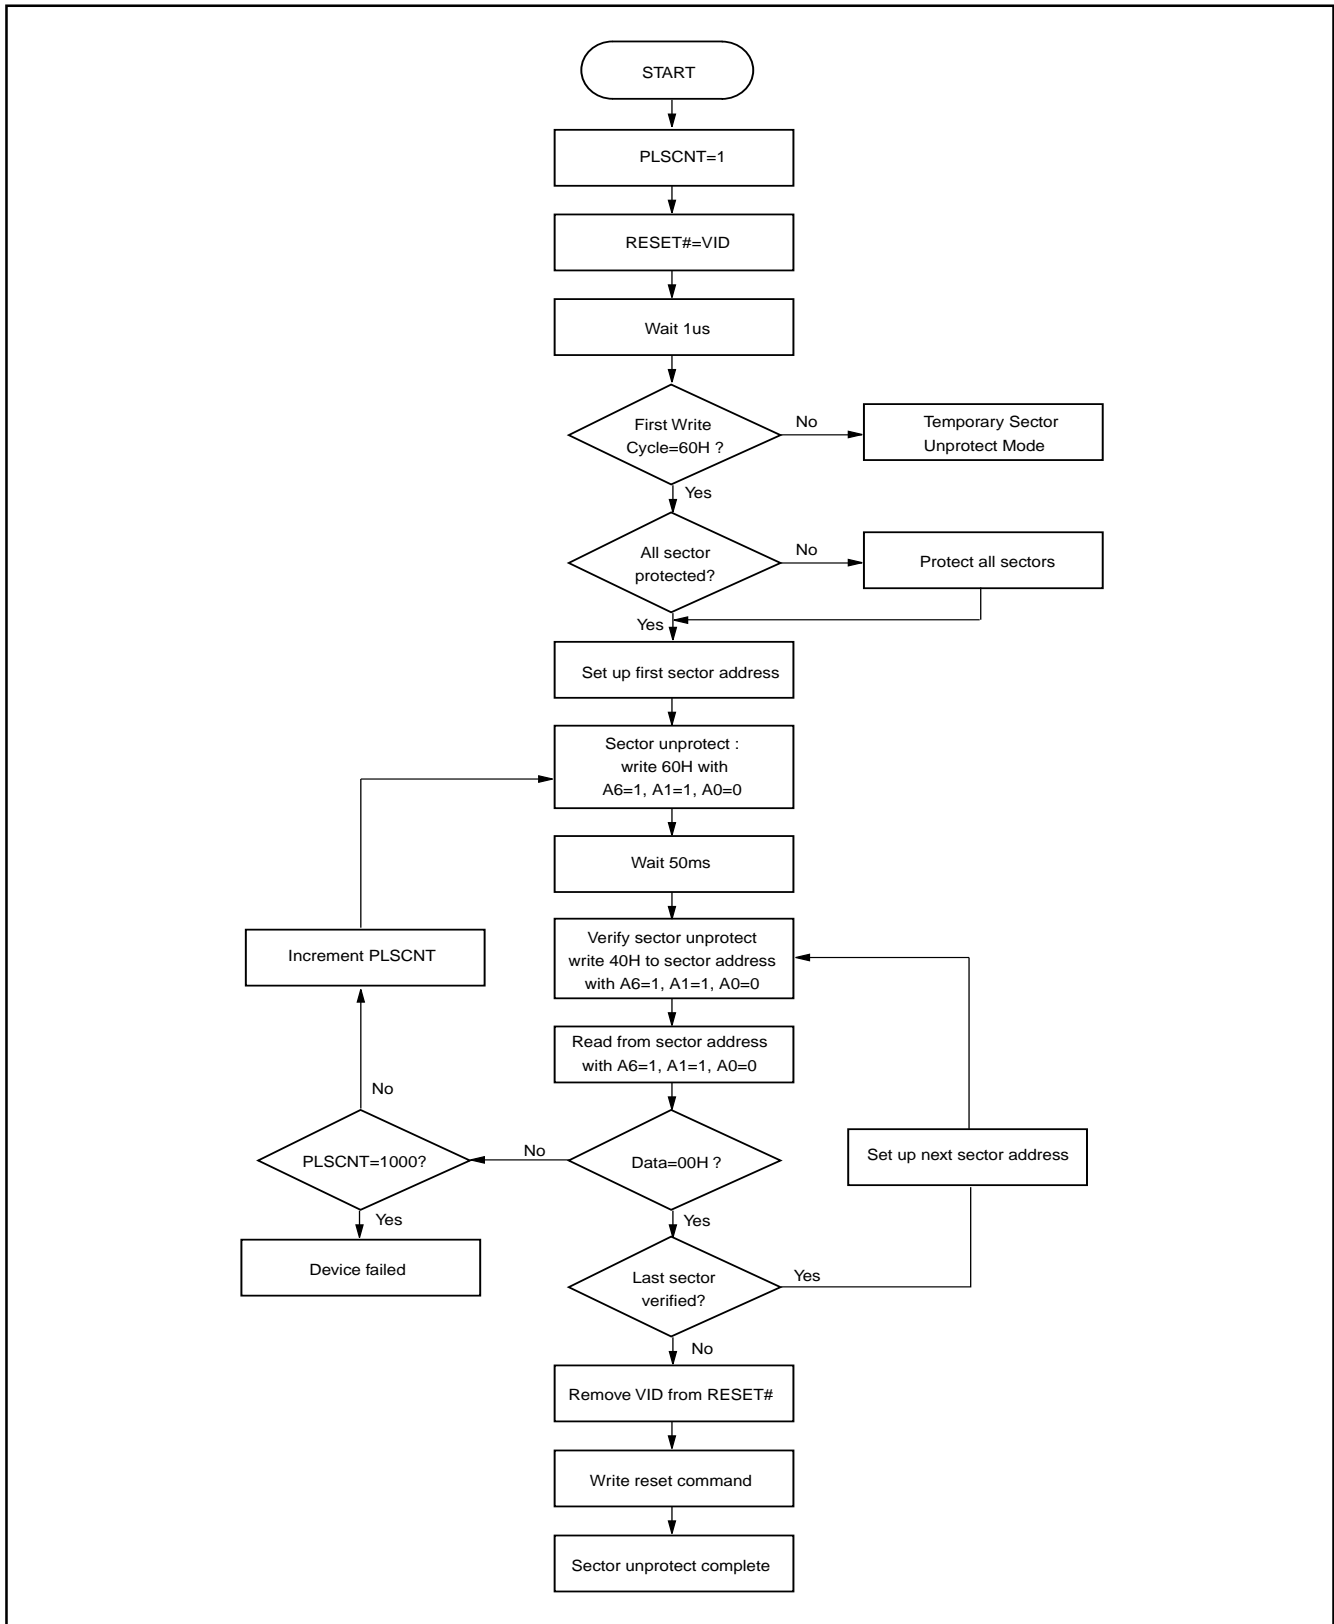 START
PLSCNT=1
RESET#=VID
Wait 1us
First Write
Cycle=60H ?
No
Temporary Sector
Unprotect Mode
Yes
All sector
protected?
No
Protect all sectors
Yes
Set up first sector address
Sector unprotect :
write 60H with
A6=1, A1=1, A0=0
Wait 50ms
Increment PLSCNT
Verify sector unprotect
write 40H to sector address
with A6=1, A1=1, A0=0
Read from sector address
with A6=1, A1=1, A0=0
No
PLSCNT=1000?
No
Data=00H ?
Set up next sector address
Yes
Yes
Device failed
Last sector
verified?
Yes
No
Remove VID from RESET#
Write reset command
Sector unprotect complete